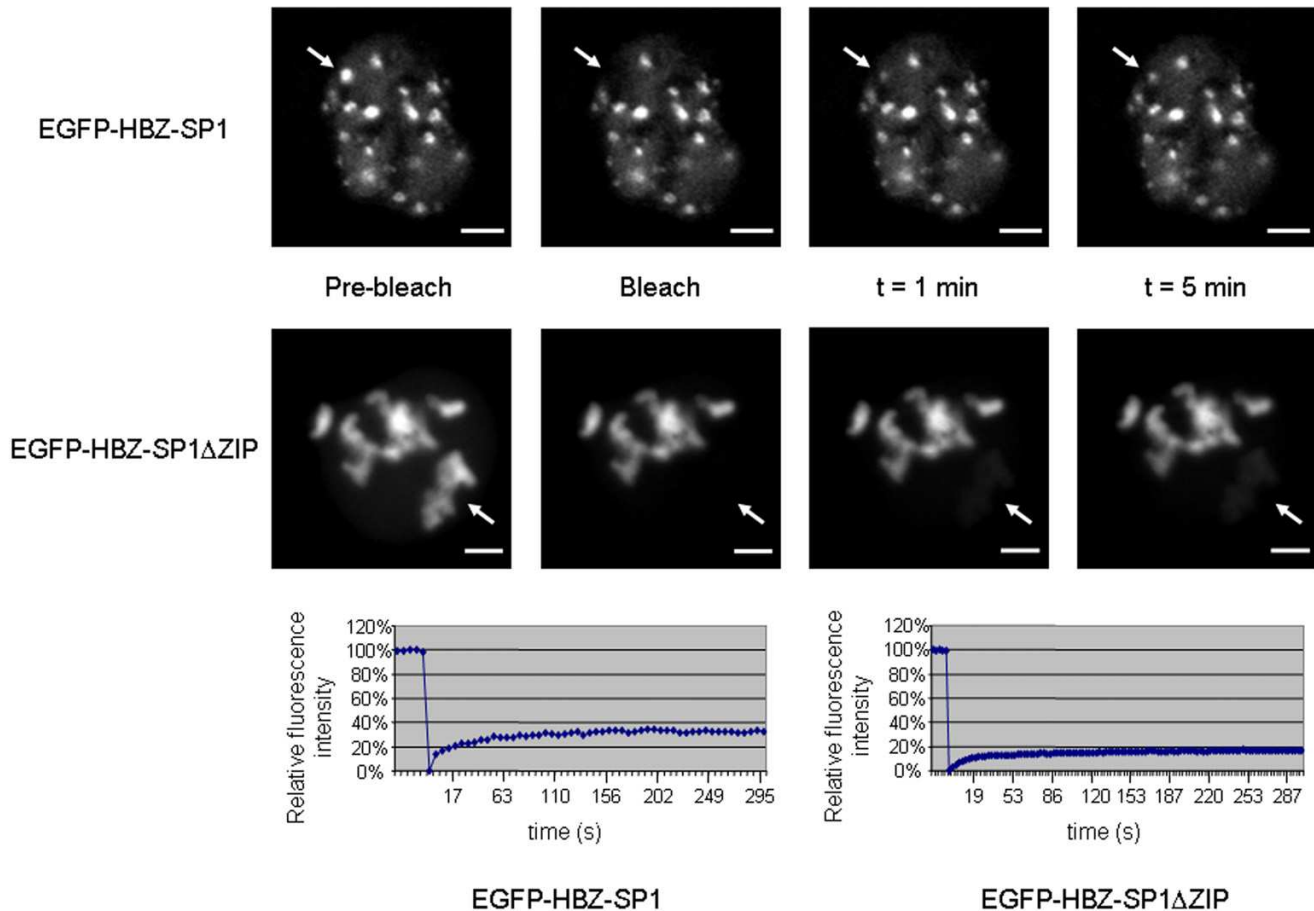 EGFP-HBZ-SP1
Pre-bleach Bleach t = 1 min t = 5 min
EGFP-HBZ-SP1ΔZIP
Relative fluorescence intensity
120%
100%
80%
60%
40%
20%
0%
17 63 110 156 202 249 295
time (s)
EGFP-HBZ-SP1
Relative fluorescence intensity
120%
100%
80%
60%
40%
20%
0%
19 53 86 120 153 187 220 253 287
time (s)
EGFP-HBZ-SP1ΔZIP